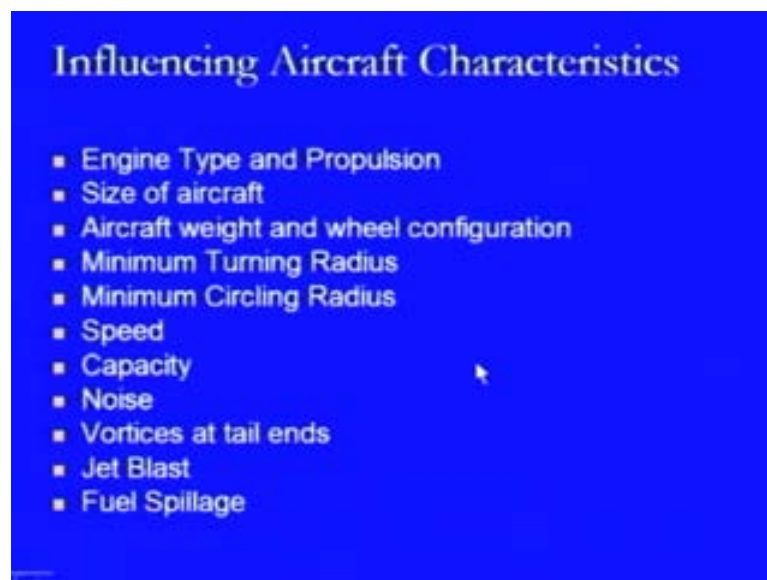 Influencing Aircraft Characteristics
Engine Type and Propulsion
Size of aircraft
Aircraft weight and wheel configuration
Minimum Turning Radius
Minimum Circling Radius
Speed
Capacity
Noise
Vortices at tail ends
Jet Blast
Fuel Spillage